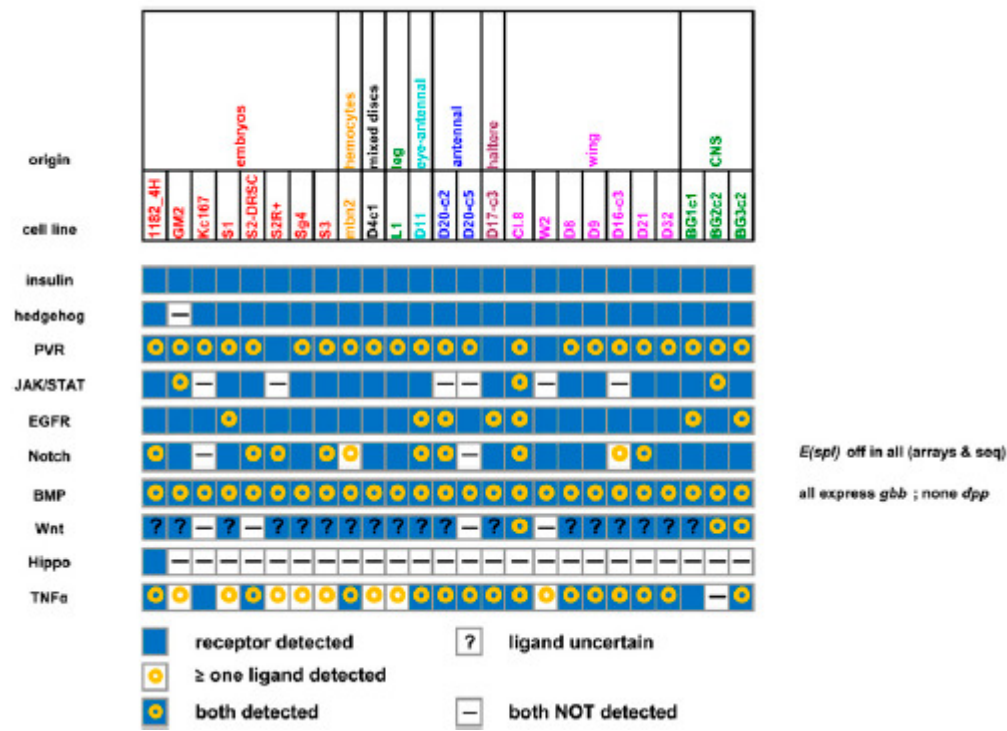 origin
embryos
hemocytes
mixed discs
leg
eye-antennal
antennal
haltere
wing
CNS
cell line
1182_4H
GM2
Kc167
S1
S2-DRSC
S2R+
Sg4
S3
mbn2
D4c1
L1
D11
D20-c2
D20-c5
D17-c3
Cl.8
W2
D8
D9
D16-c3
D21
D32
BG1c1
BG2c2
BG3c2
insulin
hedgehog
PVR
JAK/STAT
EGFR
Notch
E(spl) off in all (arrays & seq)
BMP
all express gbb ; none dpp
Wnt
? ? ? ? ? ? ? ? ? ? ? ? ? ? ? ? ? ? ?
Hippo
TNFα
receptor detected
? ligand uncertain
≥ one ligand detected
both detected
– both NOT detected